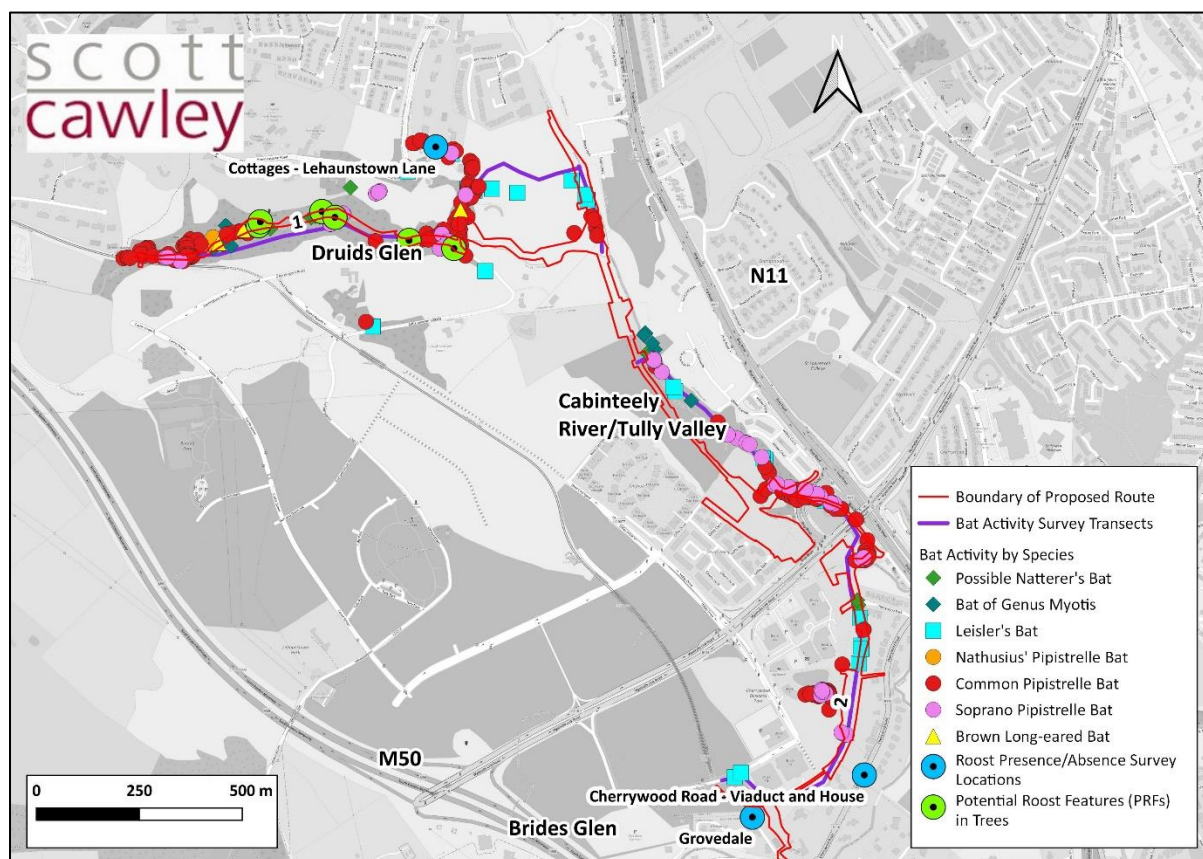 scott
cawley
N
Cottages - Lehaunstown Lane
1
Druids Glen
N11
Cabinteely
River/Tully Valley
2
M50
Cherrywood Road - Viaduct and House
Brides Glen
Grovedale
0 250 500 m
Boundary of Proposed Route
Bat Activity Survey Transects
Bat Activity by Species
Possible Natterer's Bat
Bat of Genus Myotis
Leisler's Bat
Nathusius' Pipistrelle Bat
Common Pipistrelle Bat
Soprano Pipistrelle Bat
Brown Long-eared Bat
Roost Presence/Absence Survey
Locations
Potential Roost Features (PRFs)
in Trees